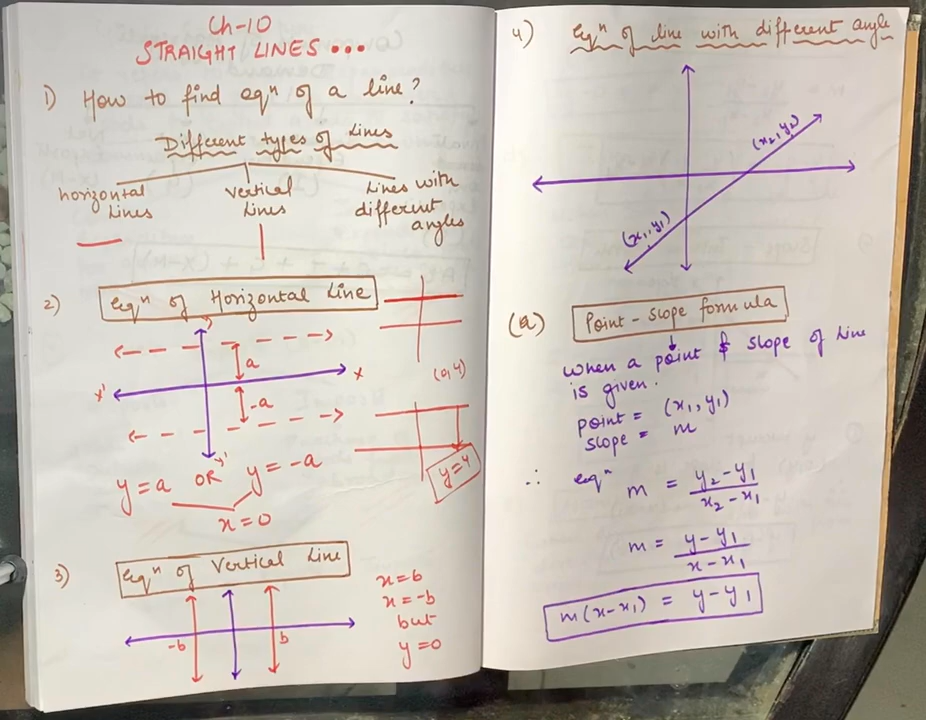 Ch-10
STRAIGHT LINES...
1) How to find eqⁿ of a line?
Different types of Lines
horizontal Lines
Vertical Lines
Lines with different angles
2) eqⁿ of Horizontal Line
a
x' x
-a
y'
(0,4)
y=4
y=a OR y=-a
x=0
3) eqⁿ of Vertical Line
-b b
x=b
x=-b
but
y=0
4) eqⁿ of line with different angle
(x₂,y₂)
(x₁,y₁)
(a) Point-slope formula
when a point & slope of line
is given.
point = (x₁,y₁)
slope = m
∴ eqⁿ m = y₂-y₁ / x₂-x₁
m = y-y₁ / x-x₁
m(x-x₁) = y-y₁